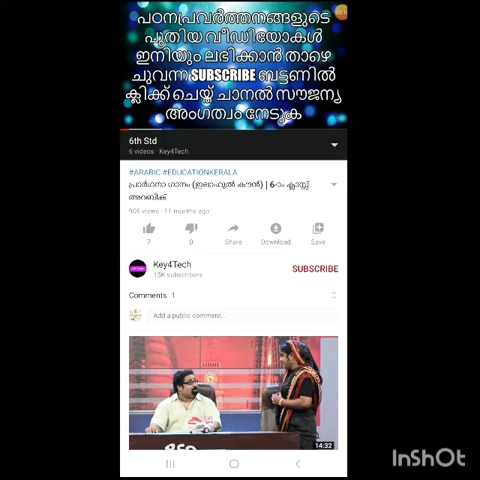 പഠനപ്രവർത്തനങ്ങളുടെ
പുതിയ വീഡിയോകൾ
ഇനിയും ലഭിക്കാൻ താഴെ
ചുവന്ന SUBSCRIBE ബട്ടണിൽ
ക്ലിക്ക് ചെയ്ത് ചാനൽ സൗജന്യ
അംഗത്വം നേടുക
6th Std
6 videos · Key4Tech
#ARABIC #EDUCATIONKERALA
പ്രാർഥനാ ഗാനം (ഇലാഹുൽ കൗൻ) | 6-ാം ക്ലാസ്സ്
അറബിക്
906 views · 11 months ago
7 0 Share Download Save
Key4Tech
15K subscribers
SUBSCRIBE
Comments 1
Add a public comment...
14:32
InShOt